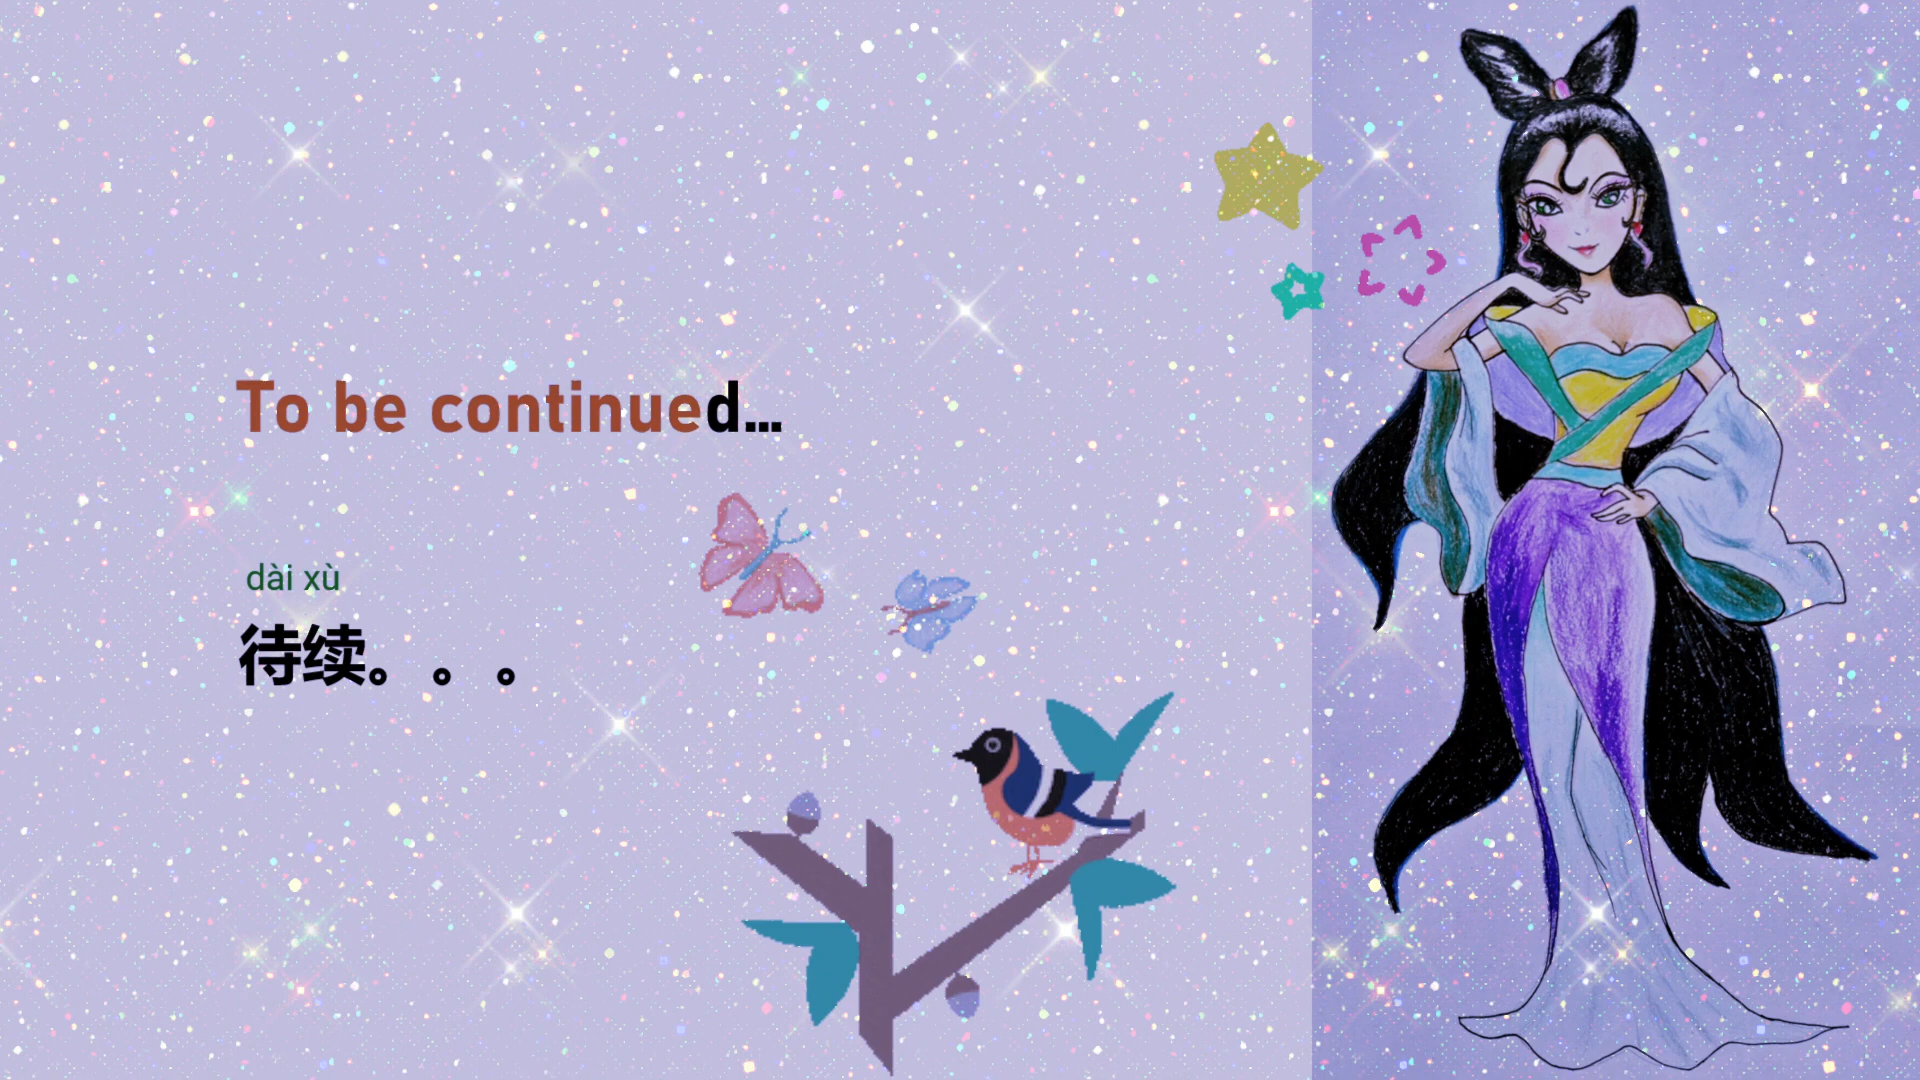 To be continued...
dài xù
待续。。。